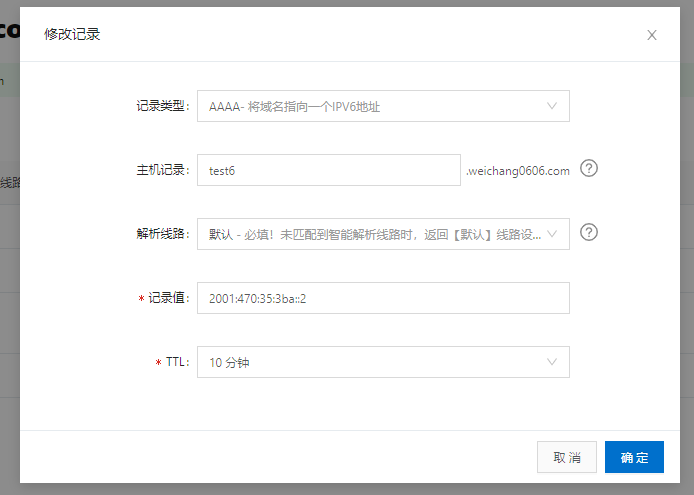 co
修改记录
n
记录类型:
AAAA- 将域名指向一个IPV6地址
主机记录:
test6
.weichang0606.com
线路
解析线路:
默认 - 必填！未匹配到智能解析线路时，返回【默认】线路设...
* 记录值:
2001:470:35:3ba::2
* TTL:
10 分钟
取消
确定